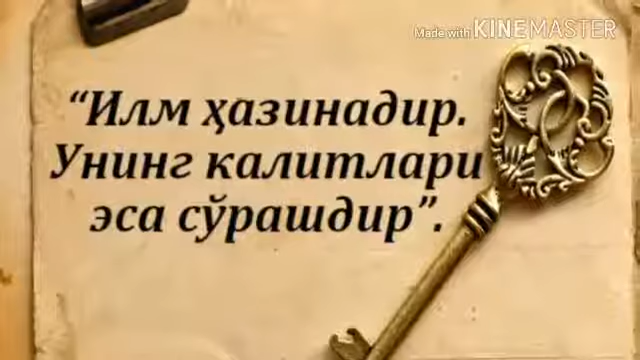 Made with KINEMASTER
“Илм ҳазинадир.
Унинг калитлари
эса сўрашдир”.